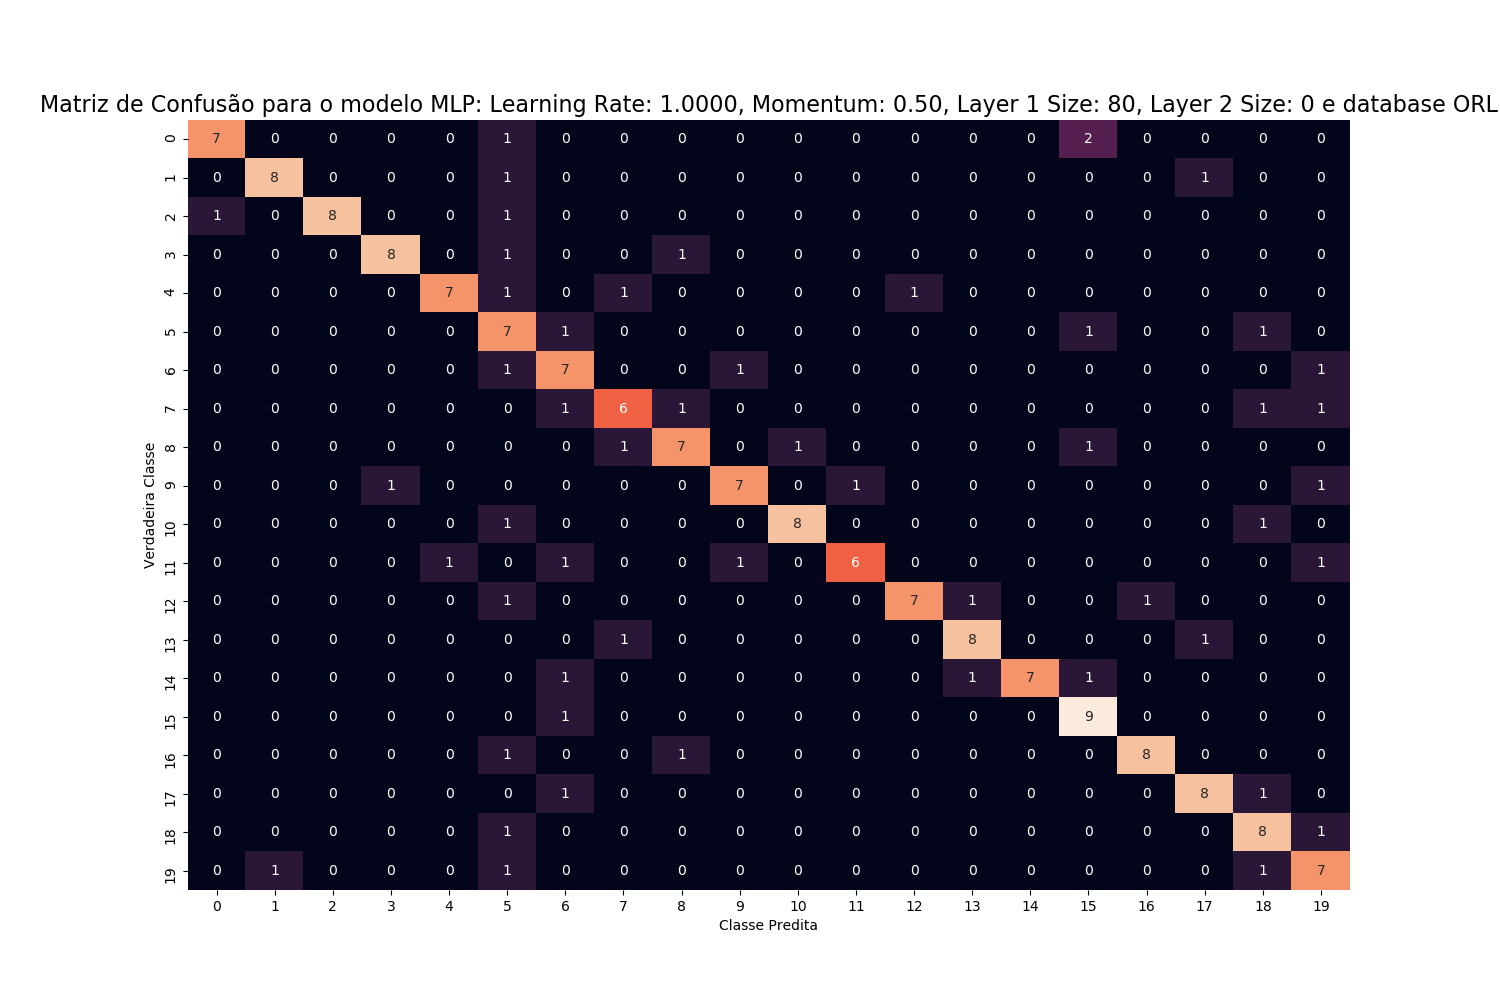 Matriz de Confusão para o modelo MLP: Learning Rate: 1.0000, Momentum: 0.50, Layer 1 Size: 80, Layer 2 Size: 0 e database ORL
Verdadeira Classe
0 7 0 0 0 0 1 0 0 0 0 0 0 0 0 0 2 0 0 0 0
1 0 8 0 0 0 1 0 0 0 0 0 0 0 0 0 0 0 1 0 0
2 1 0 8 0 0 1 0 0 0 0 0 0 0 0 0 0 0 0 0 0
3 0 0 0 8 0 1 0 0 1 0 0 0 0 0 0 0 0 0 0 0
4 0 0 0 0 7 1 0 1 0 0 0 0 1 0 0 0 0 0 0 0
5 0 0 0 0 0 7 1 0 0 0 0 0 0 0 0 1 0 0 1 0
6 0 0 0 0 0 1 7 0 0 1 0 0 0 0 0 0 0 0 0 1
7 0 0 0 0 0 0 1 6 1 0 0 0 0 0 0 0 0 0 1 1
8 0 0 0 0 0 0 0 1 7 0 1 0 0 0 0 1 0 0 0 0
9 0 0 0 1 0 0 0 0 0 7 0 1 0 0 0 0 0 0 0 1
10 0 0 0 0 0 1 0 0 0 0 8 0 0 0 0 0 0 0 1 0
11 0 0 0 0 1 0 1 0 0 1 0 6 0 0 0 0 0 0 0 1
12 0 0 0 0 0 1 0 0 0 0 0 0 7 1 0 0 1 0 0 0
13 0 0 0 0 0 0 0 1 0 0 0 0 0 8 0 0 0 1 0 0
14 0 0 0 0 0 0 1 0 0 0 0 0 0 1 7 1 0 0 0 0
15 0 0 0 0 0 0 1 0 0 0 0 0 0 0 0 9 0 0 0 0
16 0 0 0 0 0 1 0 0 1 0 0 0 0 0 0 0 8 0 0 0
17 0 0 0 0 0 0 1 0 0 0 0 0 0 0 0 0 0 8 1 0
18 0 0 0 0 0 1 0 0 0 0 0 0 0 0 0 0 0 0 8 1
19 0 1 0 0 0 1 0 0 0 0 0 0 0 0 0 0 0 0 1 7
0 1 2 3 4 5 6 7 8 9 10 11 12 13 14 15 16 17 18 19
Classe Predita